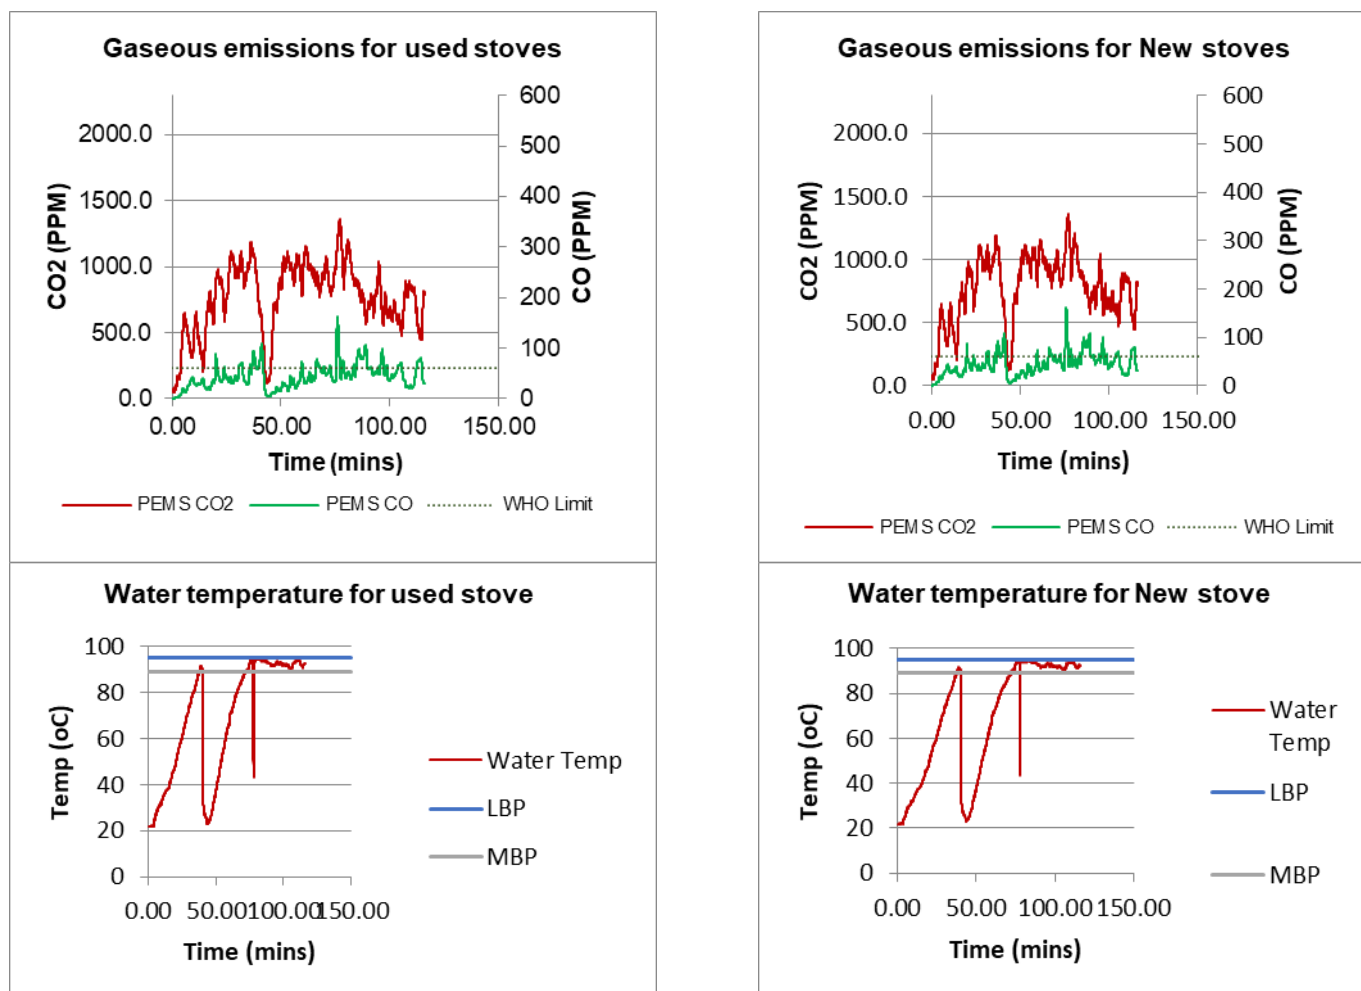 Gaseous emissions for used stoves
2000.0
1500.0
1000.0
500.0
0.0
CO2 (PPM)
600
500
400
300
200
100
0
CO (PPM)
0.00 50.00 100.00 150.00
Time (mins)
PEMS CO2 PEMS CO WHO Limit
Gaseous emissions for New stoves
2000.0
1500.0
1000.0
500.0
0.0
CO2 (PPM)
600
500
400
300
200
100
0
CO (PPM)
0.00 50.00 100.00 150.00
Time (mins)
PEMS CO2 PEMS CO WHO Limit
Water temperature for used stove
100
80
60
40
20
0
Temp (oC)
0.00 50.00 100.00 150.00
Time (mins)
Water Temp
LBP
MBP
Water temperature for New stove
100
80
60
40
20
0
Temp (oC)
0.00 50.00 100.00 150.00
Time (mins)
Water
Temp
LBP
MBP